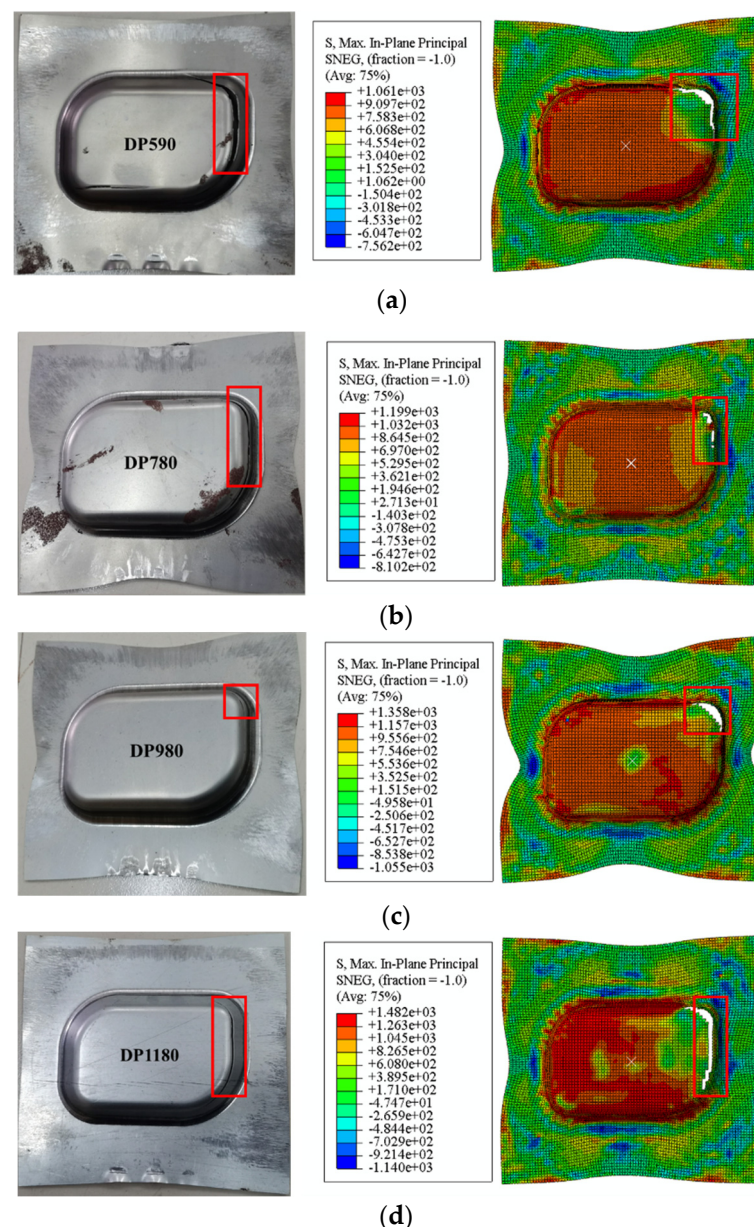 DP590
S, Max. In-Plane Principal
SNEG, (fraction = -1.0)
(Avg: 75%)
+1.061e+03
+9.097e+02
+7.583e+02
+6.068e+02
+4.554e+02
+3.040e+02
+1.525e+02
+1.062e+00
-1.504e+02
-3.018e+02
-4.533e+02
-6.047e+02
-7.562e+02
(a)
DP780
S, Max. In-Plane Principal
SNEG, (fraction = -1.0)
(Avg: 75%)
+1.199e+03
+1.032e+03
+8.645e+02
+6.970e+02
+5.295e+02
+3.621e+02
+1.946e+02
+2.713e+01
-1.403e+02
-3.078e+02
-4.753e+02
-6.427e+02
-8.102e+02
(b)
DP980
S, Max. In-Plane Principal
SNEG, (fraction = -1.0)
(Avg: 75%)
+1.358e+03
+1.157e+03
+9.556e+02
+7.546e+02
+5.536e+02
+3.525e+02
+1.515e+02
-4.958e+01
-2.506e+02
-4.517e+02
-6.527e+02
-8.538e+02
-1.055e+03
(c)
DP1180
S, Max. In-Plane Principal
SNEG, (fraction = -1.0)
(Avg: 75%)
+1.482e+03
+1.263e+03
+1.045e+03
+8.265e+02
+6.080e+02
+3.895e+02
+1.710e+02
-4.747e+01
-2.659e+02
-4.844e+02
-7.029e+02
-9.214e+02
-1.140e+03
(d)